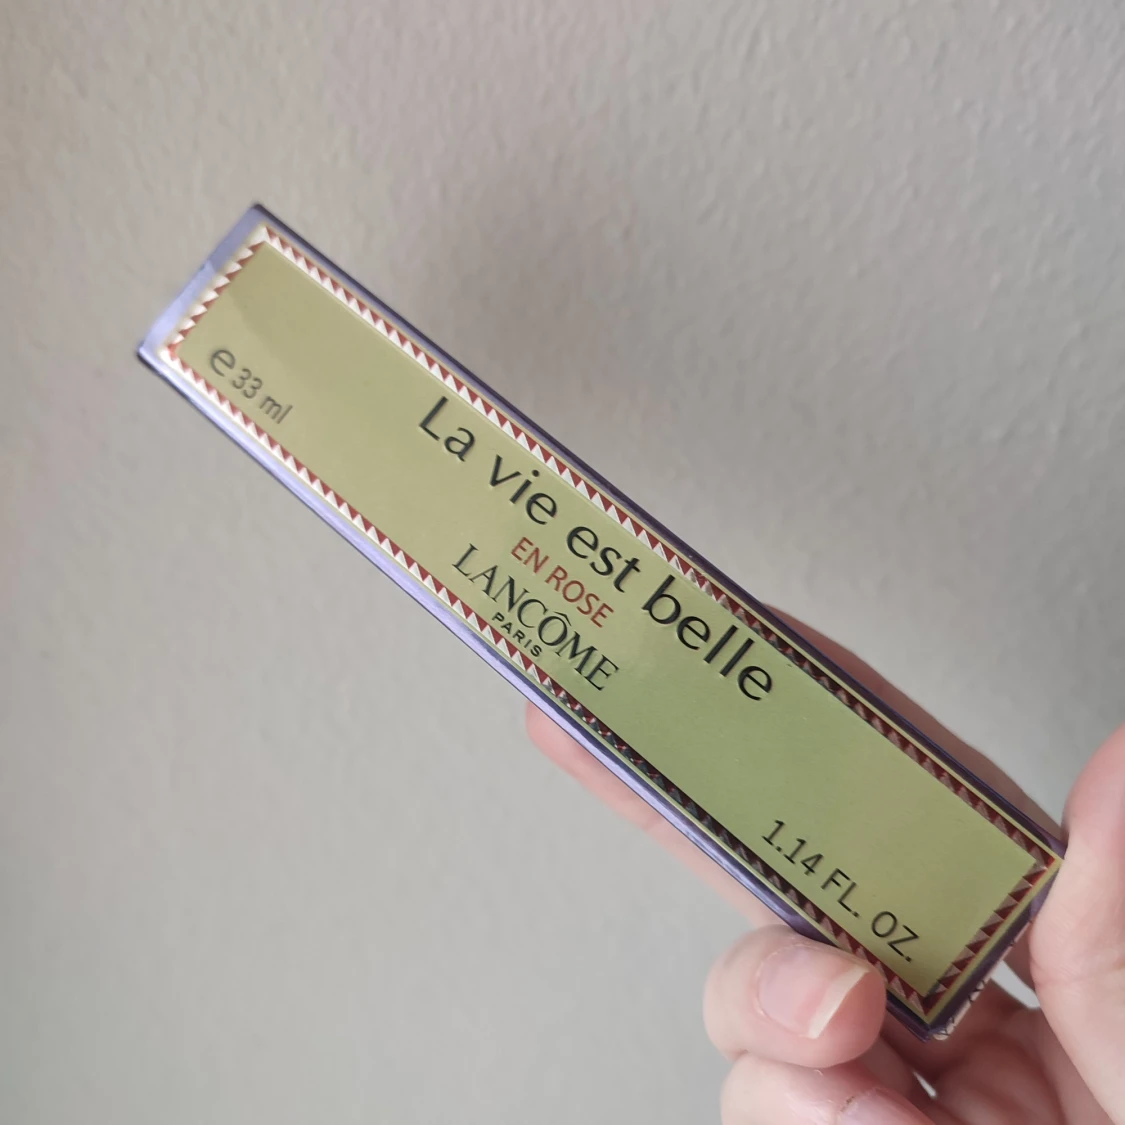 ℮ 33 ml
La vie est belle
EN ROSE
LANCÔME
PARIS
1.14 FL. OZ.